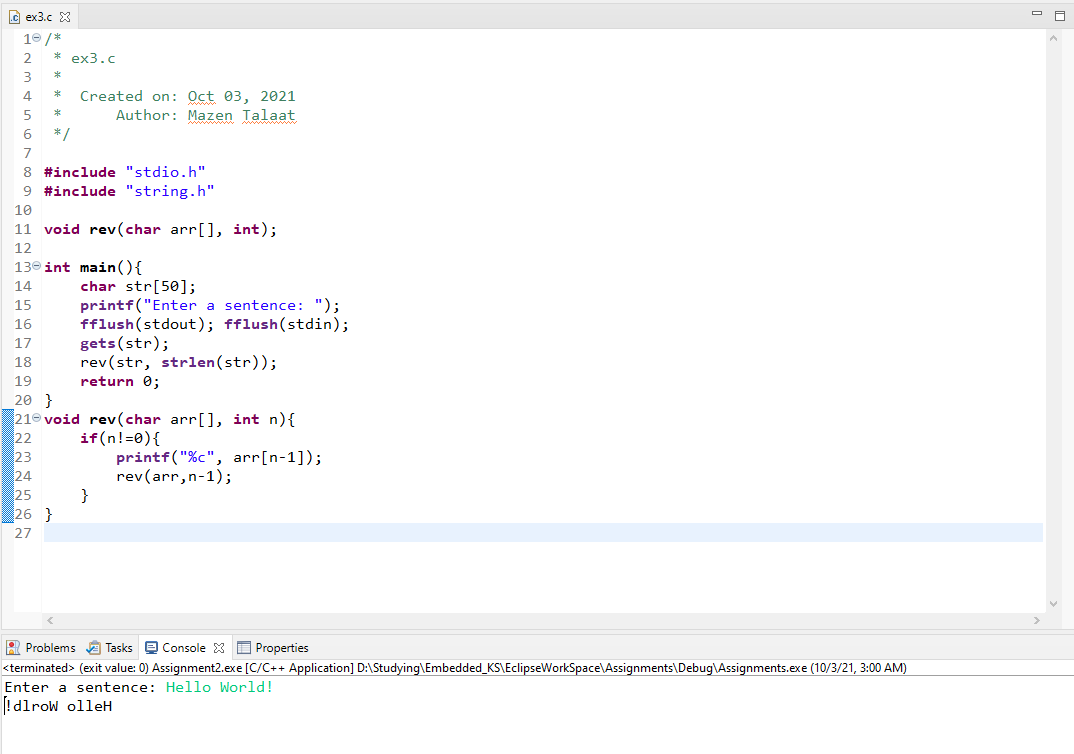 ex3.c
1 /*
2  * ex3.c
3  *
4  *  Created on: Oct 03, 2021
5  *      Author: Mazen Talaat
6  */
7
8 #include "stdio.h"
9 #include "string.h"
10
11 void rev(char arr[], int);
12
13 int main(){
14     char str[50];
15     printf("Enter a sentence: ");
16     fflush(stdout); fflush(stdin);
17     gets(str);
18     rev(str, strlen(str));
19     return 0;
20 }
21 void rev(char arr[], int n){
22     if(n!=0){
23         printf("%c", arr[n-1]);
24         rev(arr,n-1);
25     }
26 }
27
Problems Tasks Console Properties
<terminated> (exit value: 0) Assignment2.exe [C/C++ Application] D:\Studying\Embedded_KS\EclipseWorkSpace\Assignments\Debug\Assignments.exe (10/3/21, 3:00 AM)
Enter a sentence: Hello World!
!dlroW olleH